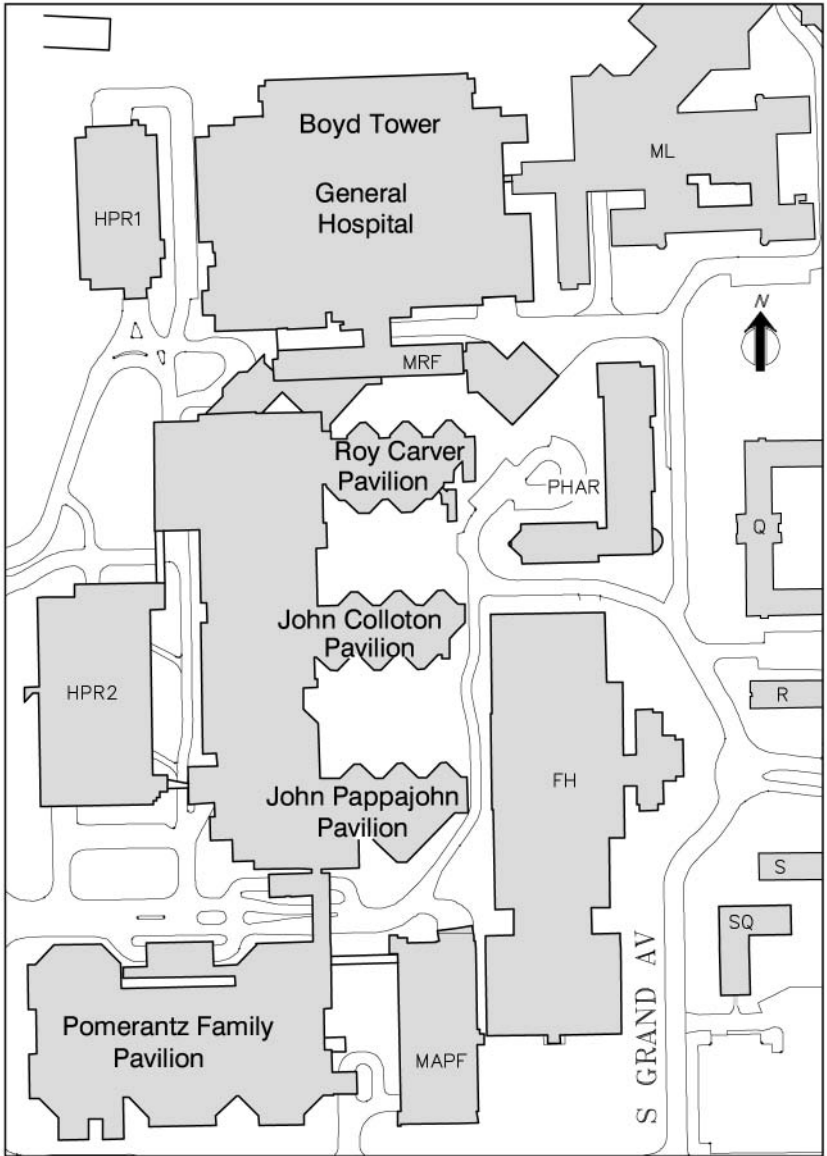 Boyd Tower
General
Hospital
ML
HPR1
N
MRF
Roy Carver
Pavilion
PHAR
Q
John Colloton
Pavilion
HPR2
R
FH
John Pappajohn
Pavilion
S
SQ
S GRAND AV
Pomerantz Family
Pavilion
MAPF